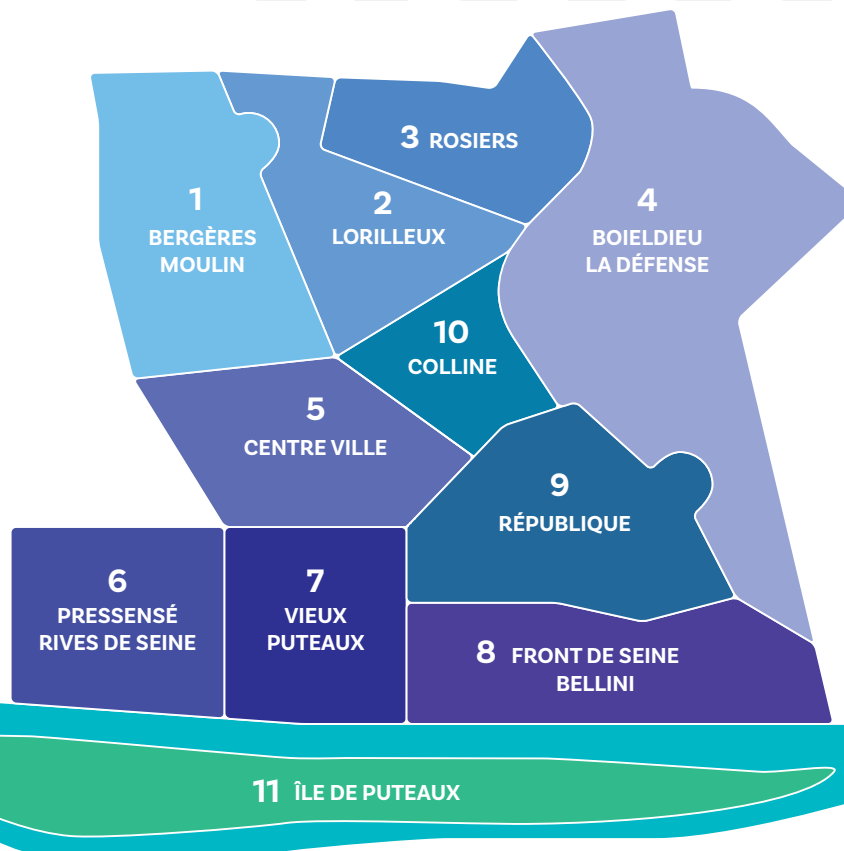 1
BERGÈRES
MOULIN
2
LORILLEUX
3 ROSIERS
4
BOIELDIEU
LA DÉFENSE
5
CENTRE VILLE
6
PRESSENSÉ
RIVES DE SEINE
7
VIEUX
PUTEAUX
8 FRONT DE SEINE
BELLINI
9
RÉPUBLIQUE
10
COLLINE
11 ÎLE DE PUTEAUX